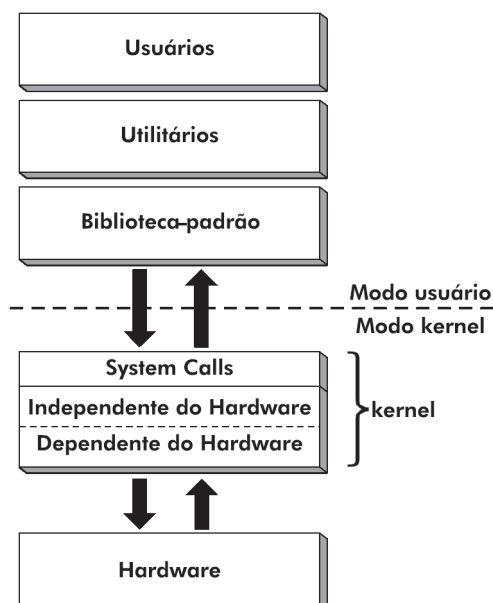 Usuários
Utilitários
Biblioteca-padrão
Modo usuário
Modo kernel
System Calls
Independente do Hardware
kernel
Dependente do Hardware
Hardware